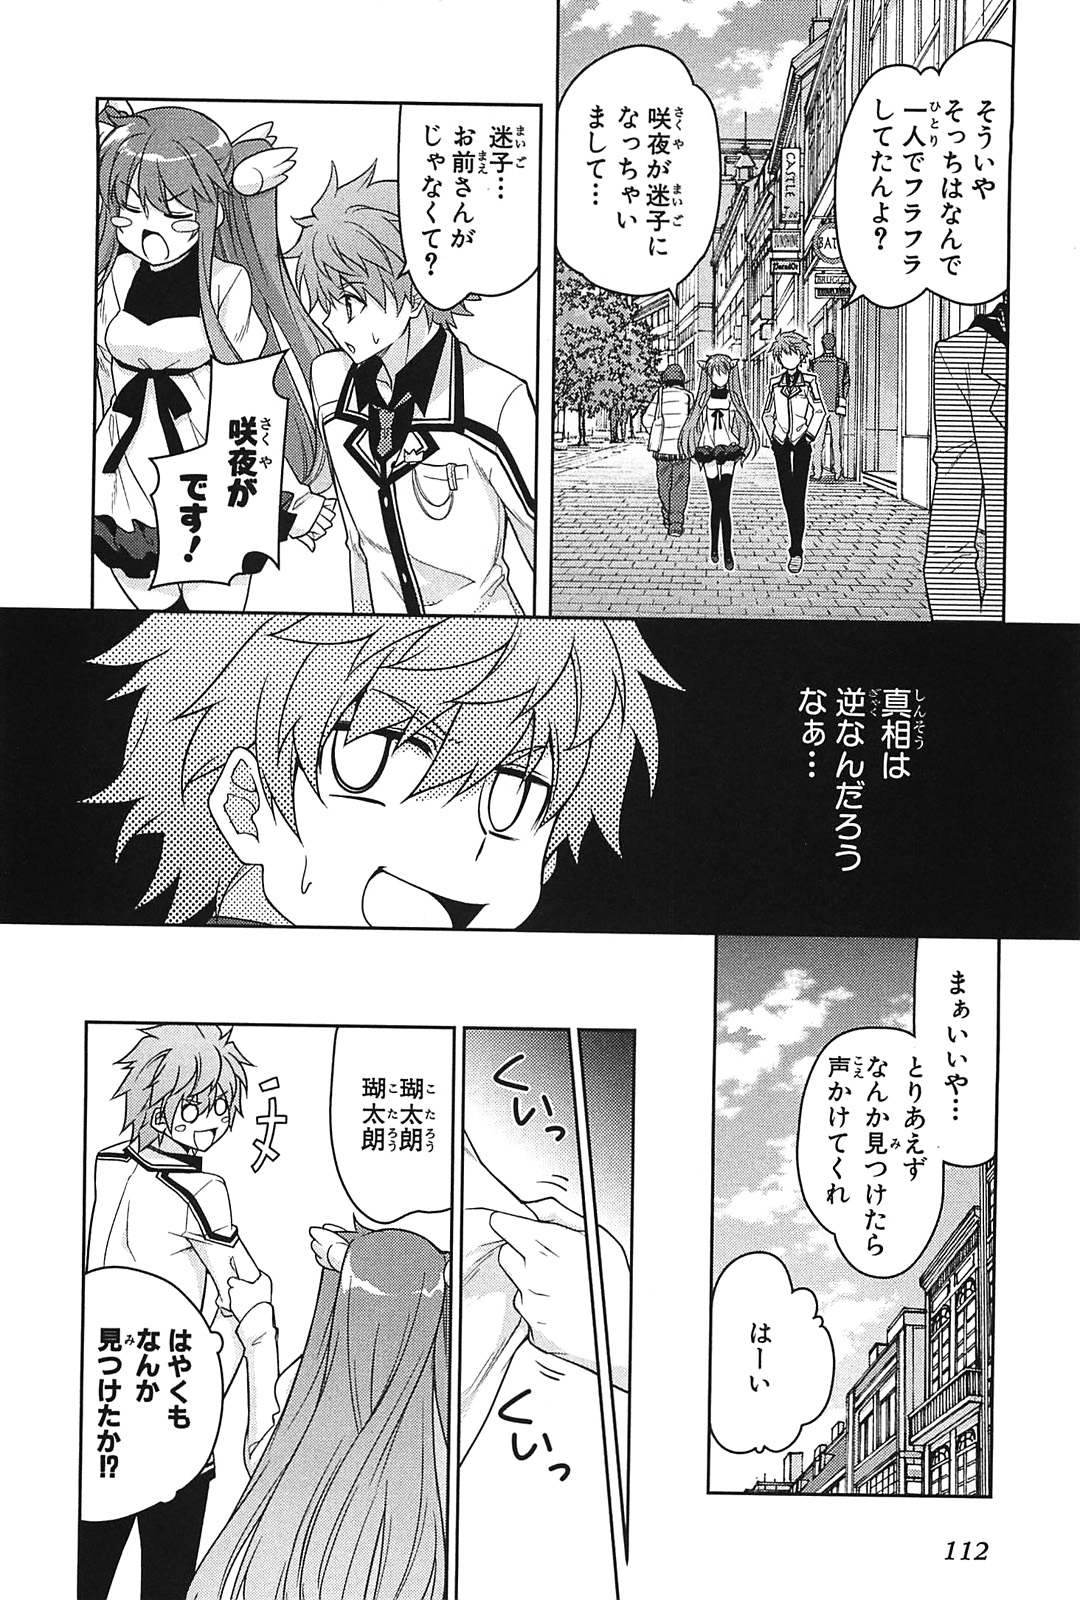 そういや
そっちはなんで
一人でフラフラ
してたんよ？
咲夜が迷子に
なっちゃい
まして…
CASTLE
SUNSHINE
BAT
BRUGGE
迷子…
お前さんが
じゃなくて？
咲夜が
です！
真相は
逆なんだろう
なぁ…
まぁいいや…
とりあえず
なんか見つけたら
声かけてくれ
はーい
くいっ
くいっ
瑚太朗
瑚太朗
ニメ
はやくも
なんか
見つけたか⁉
112